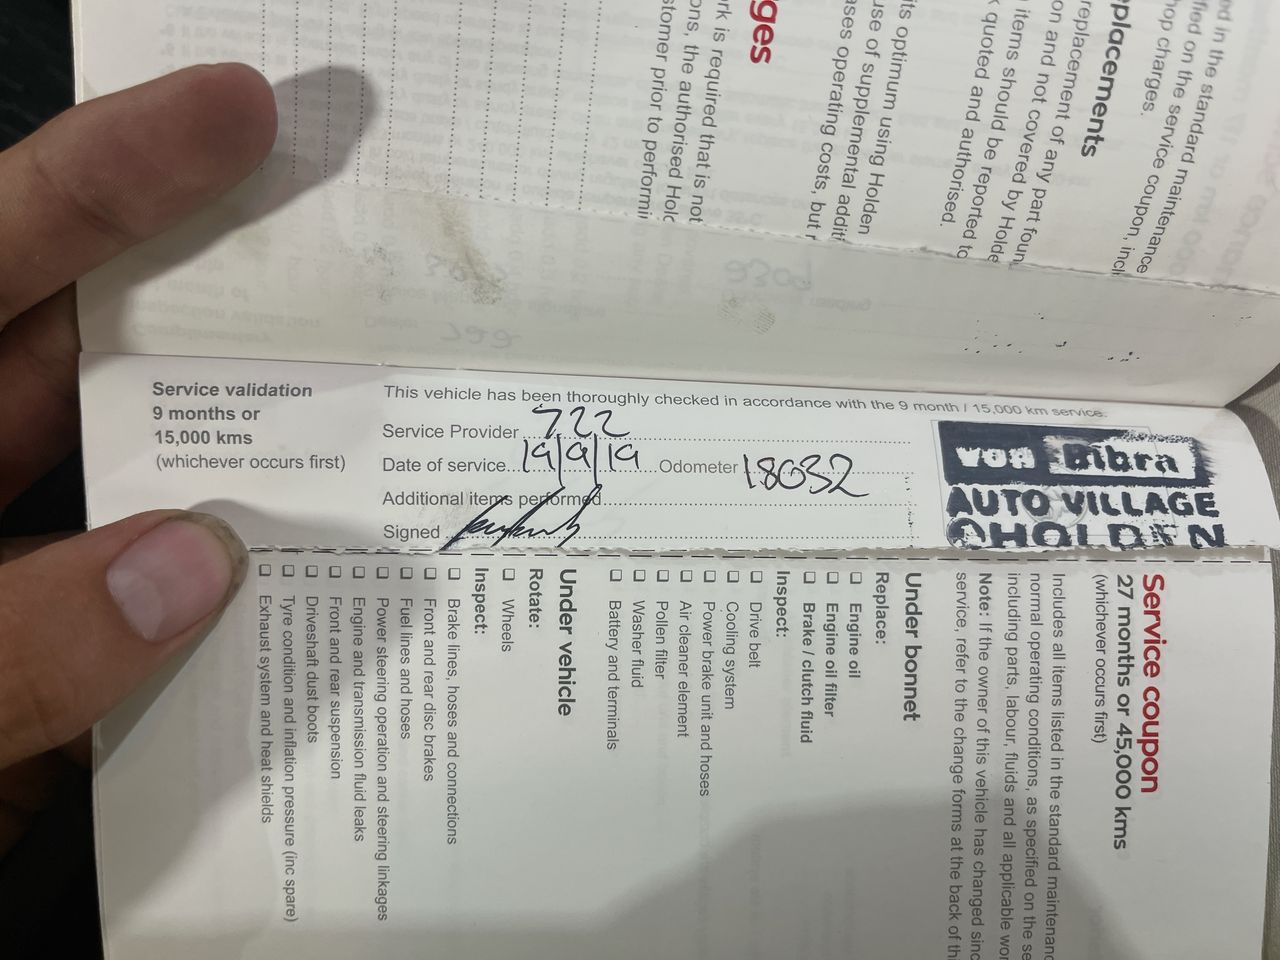 ed in the standard
ified on the service maintenance
hop charges.
service coupon, incl
placements
replacement of any part foun
on and not covered by Holde
items should be reported to
k quoted and authorised.
its optimum using Holden
use of supplemental additi
ases operating costs, but
ges
rk is required that is not
ons, the authorised Hold
stomer prior to performi
Service validation
9 months or
15,000 kms
(whichever occurs first)
This vehicle has been thoroughly checked in accordance with the 9 month / 15,000 km service.
Service Provider 722
Date of service 19/9/19 Odometer 18032
Additional items performed
Signed
von Bibra
AUTO VILLAGE
HOLDEN
Service coupon
27 months or 45,000 kms
(whichever occurs first)
Includes all items listed in the standard maintenanc
normal operating conditions, as specified on the se
including parts, labour, fluids and all applicable wor
Note: If the owner of this vehicle has changed sinc
service, refer to the change forms at the back of thi
Under bonnet
Replace:
Engine oil
Engine oil filter
Brake / clutch fluid
Inspect:
Drive belt
Cooling system
Power brake unit and hoses
Air cleaner element
Pollen filter
Washer fluid
Battery and terminals
Under vehicle
Rotate:
Wheels
Inspect:
Brake lines, hoses and connections
Front and rear disc brakes
Fuel lines and hoses
Power steering operation and steering linkages
Engine and transmission fluid leaks
Front and rear suspension
Driveshaft dust boots
Tyre condition and inflation pressure (inc spare)
Exhaust system and heat shields